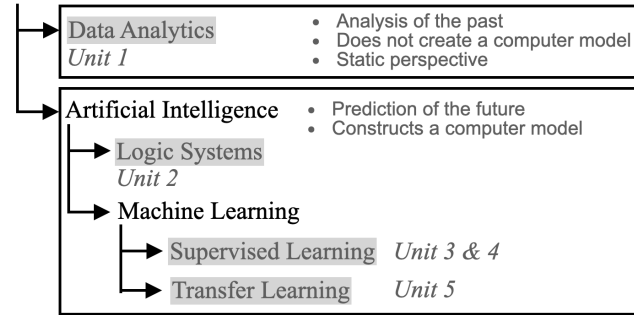 Data Analytics
Unit 1
• Analysis of the past
• Does not create a computer model
• Static perspective
Artificial Intelligence
• Prediction of the future
• Constructs a computer model
Logic Systems
Unit 2
Machine Learning
Supervised Learning Unit 3 & 4
Transfer Learning Unit 5